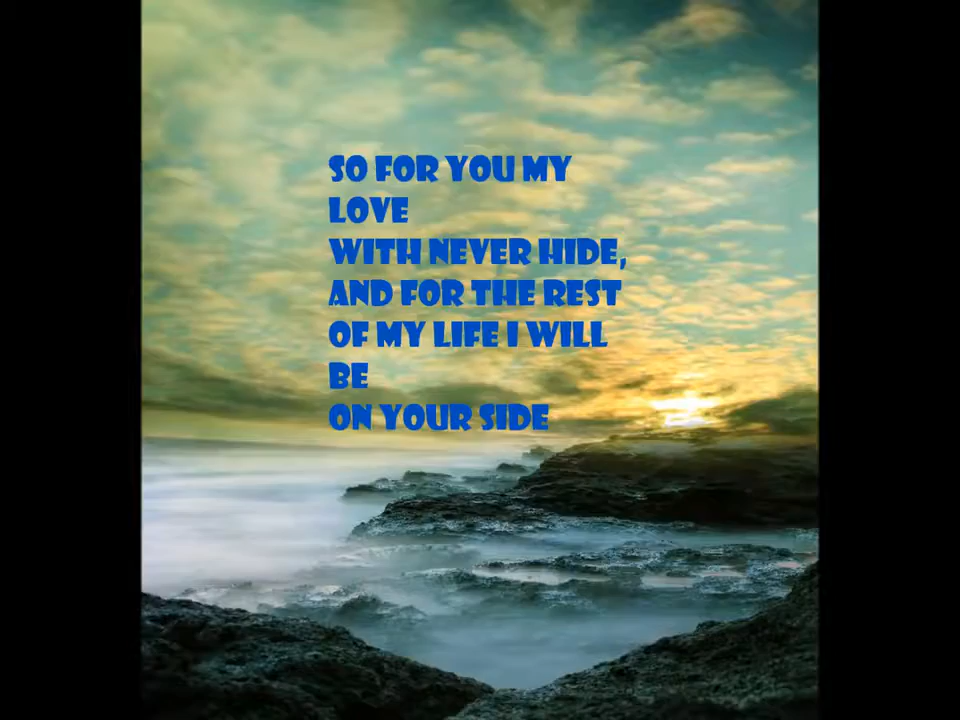 SO FOR YOU MY
LOVE
WITH NEVER HIDE,
AND FOR THE REST
OF MY LIFE I WILL
BE
ON YOUR SIDE